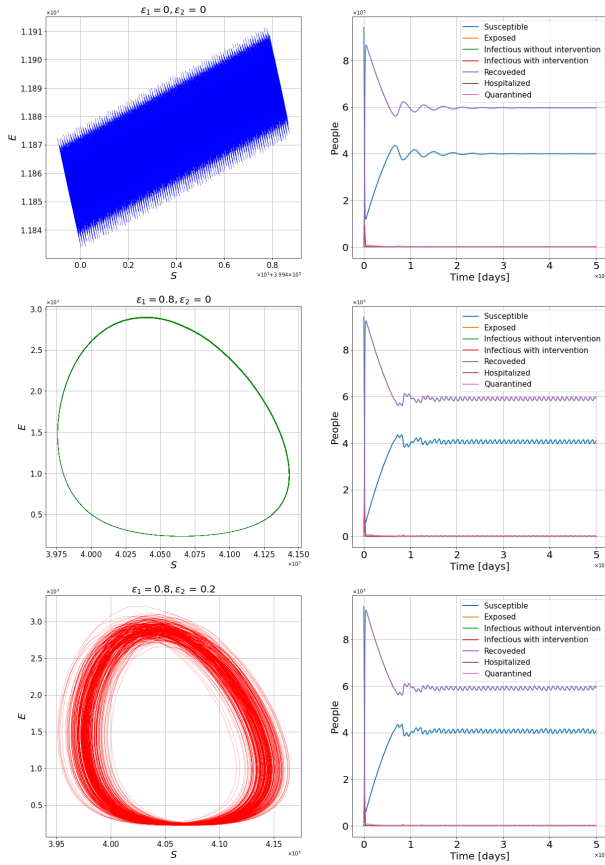 ε₁ = 0, ε₂ = 0
×10³
1.191
1.190
1.189
1.188
1.187
1.186
1.185
1.184
E
0.0
0.2
0.4
0.6
0.8
S
×10²+3.994×10⁵
×10⁵
8
6
4
2
0
People
0
1
2
3
4
5
Time [days]
Susceptible
Exposed
Infectious without intervention
Infectious with intervention
Recoveded
Hospitalized
Quarantined
ε₁ = 0.8, ε₂ = 0
×10³
3.0
2.5
2.0
1.5
1.0
0.5
E
3.975
4.000
4.025
4.050
4.075
4.100
4.125
4.150
S
×10⁵
×10⁵
8
6
4
2
0
People
0
1
2
3
4
5
Time [days]
Susceptible
Exposed
Infectious without intervention
Infectious with intervention
Recoveded
Hospitalized
Quarantined
ε₁ = 0.8, ε₂ = 0.2
×10³
3.0
2.5
2.0
1.5
1.0
0.5
E
3.95
4.00
4.05
4.10
4.15
S
×10⁵
×10⁵
8
6
4
2
0
People
0
1
2
3
4
5
Time [days]
Susceptible
Exposed
Infectious without intervention
Infectious with intervention
Recoveded
Hospitalized
Quarantined